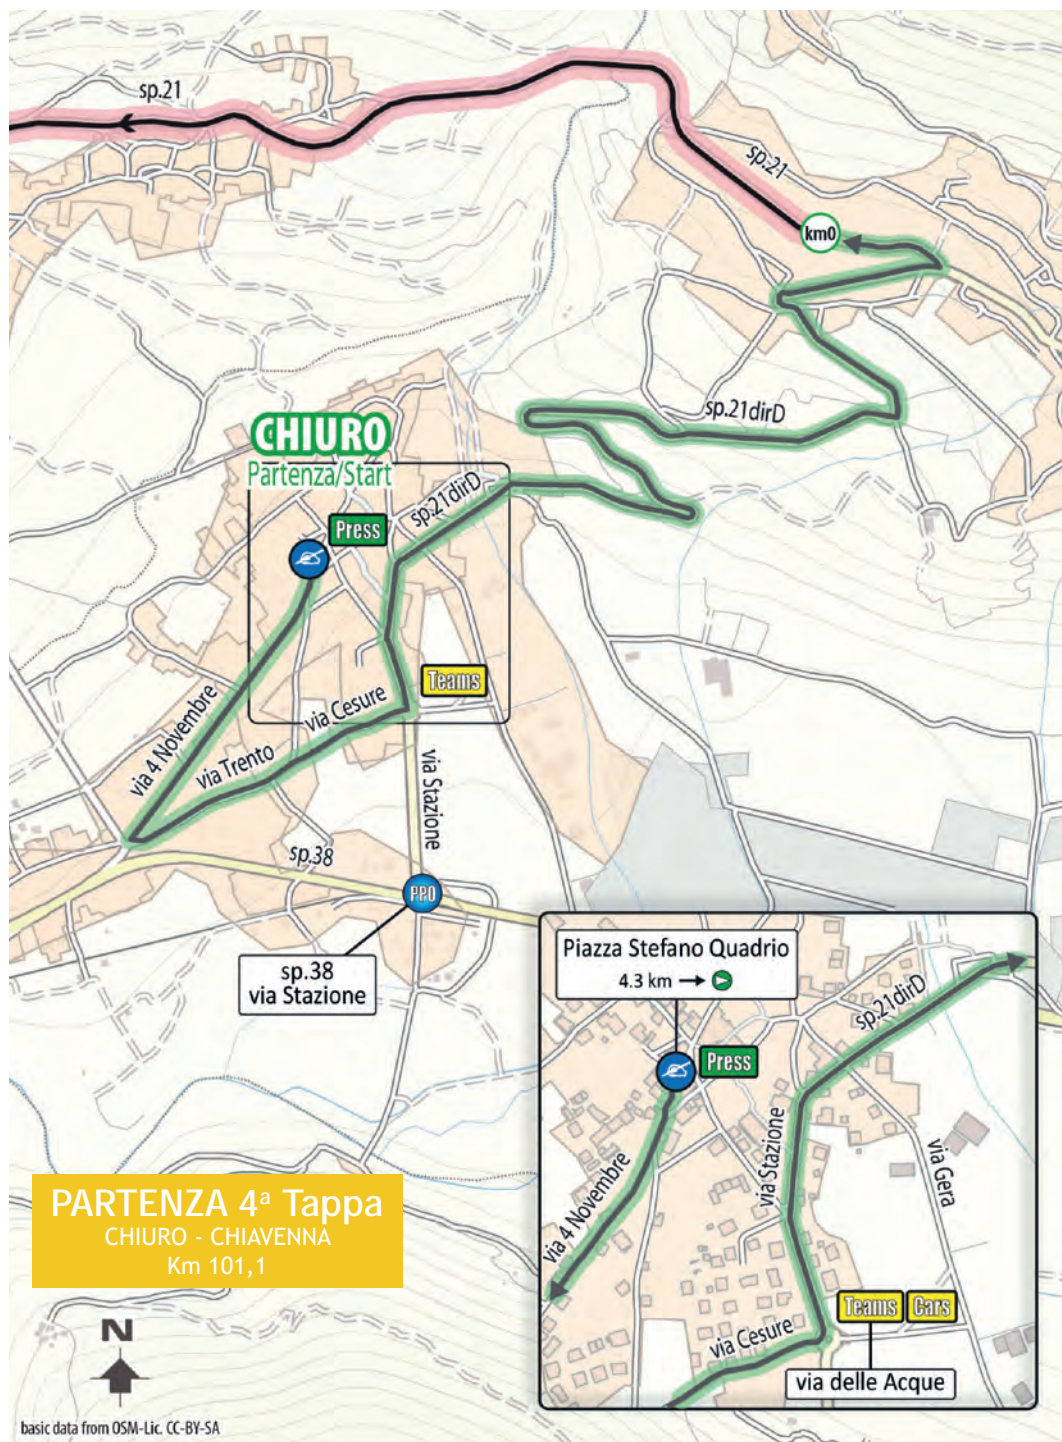 sp.21
sp.21
km0
sp.21dirD
CHIURO
Partenza/Start
sp.21dirD
Press
Teams
via Cesure
via 4 Novembre
via Trento
via Stazione
sp.38
PPO
sp.38
via Stazione
Piazza Stefano Quadrio
4.3 km
sp.21dirD
Press
via Stazione
via Gera
via 4 Novembre
Teams
Cars
via Cesure
via delle Acque
PARTENZA 4ª Tappa
CHIURO - CHIAVENNA
Km 101,1
N
basic data from OSM-Lic. CC-BY-SA